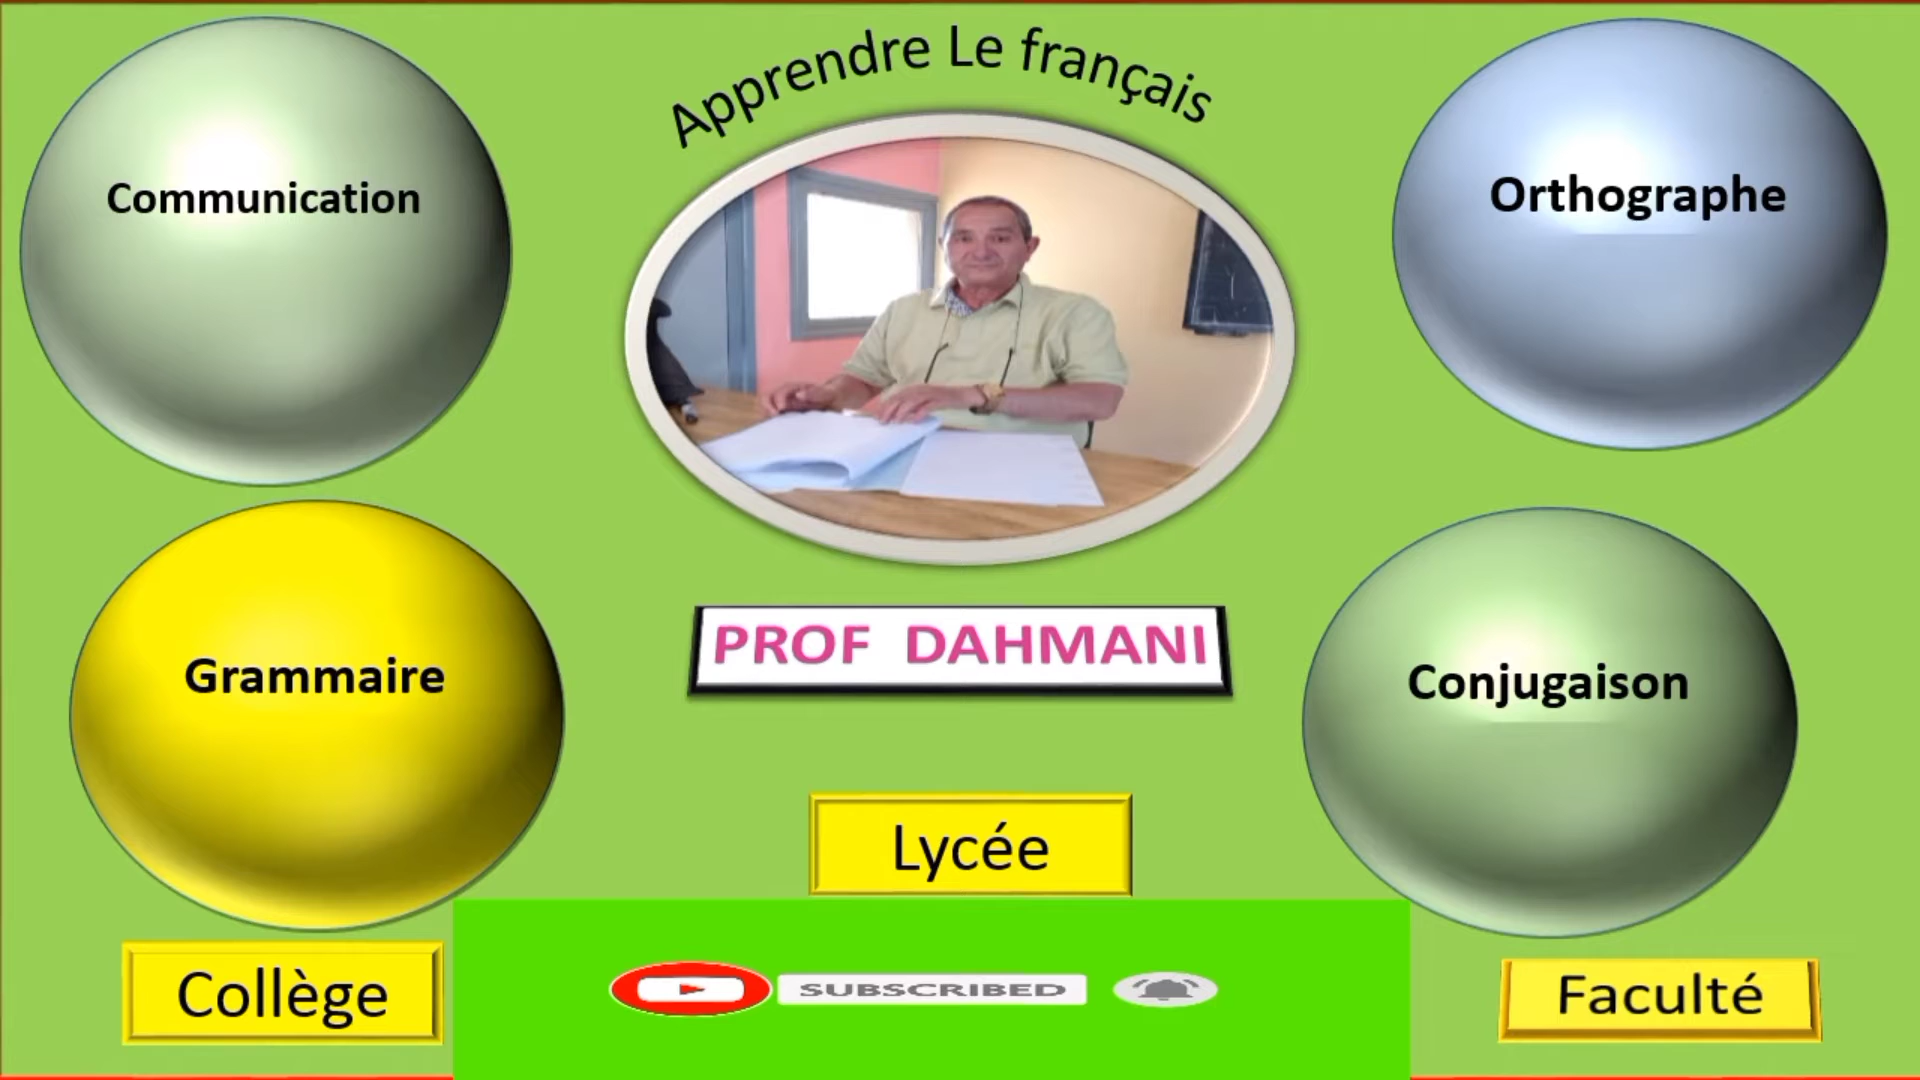 Apprendre Le français
Communication
Orthographe
Grammaire
PROF DAHMANI
Conjugaison
Lycée
Collège
SUBSCRIBED
Faculté